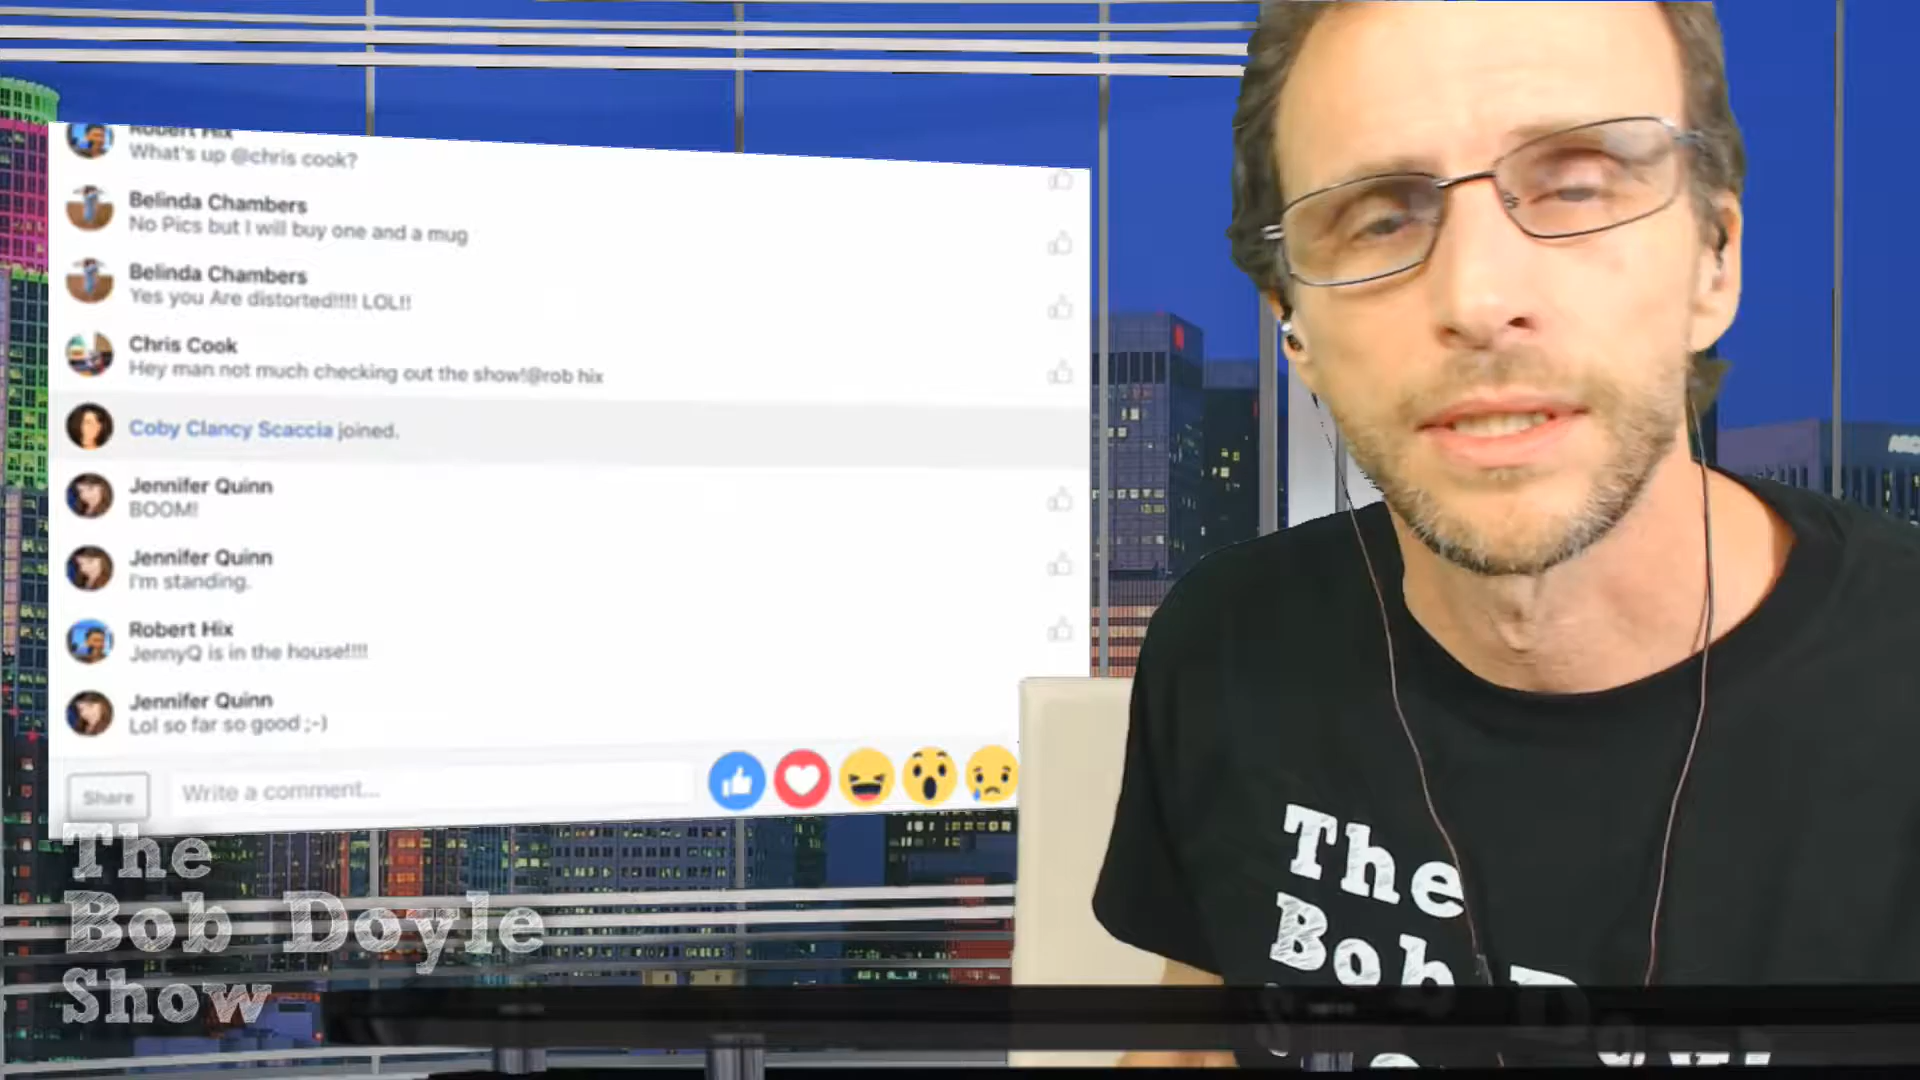 Robert Hix
What's up @chris cook?
Belinda Chambers
No Pics but I will buy one and a mug
Belinda Chambers
Yes you Are distorted!!!! LOL!!
Chris Cook
Hey man not much checking out the show!@rob hix
Coby Clancy Scaccia joined.
Jennifer Quinn
BOOM!
Jennifer Quinn
I'm standing.
Robert Hix
JennyQ is in the house!!!!
Jennifer Quinn
Lol so far so good ;-)
Share
Write a comment...
The
Bob Doyle
Show
The
Bob